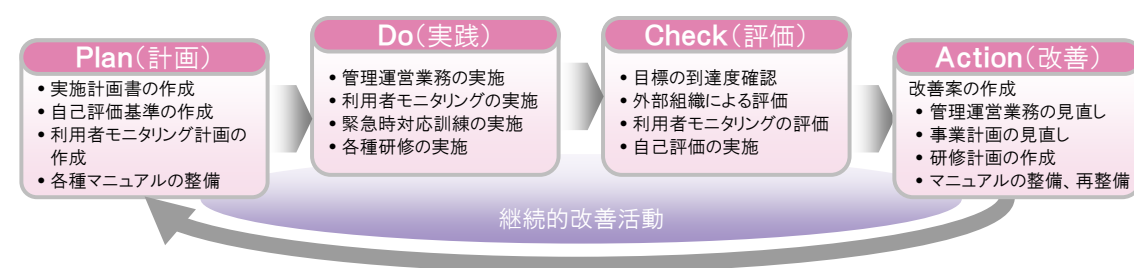 Plan(計画)
• 実施計画書の作成
• 自己評価基準の作成
• 利用者モニタリング計画の
作成
• 各種マニュアルの整備
Do(実践)
• 管理運営業務の実施
• 利用者モニタリングの実施
• 緊急時対応訓練の実施
• 各種研修の実施
Check(評価)
• 目標の到達度確認
• 外部組織による評価
• 利用者モニタリングの評価
• 自己評価の実施
Action(改善)
改善案の作成
• 管理運営業務の見直し
• 事業計画の見直し
• 研修計画の作成
• マニュアルの整備、再整備
継続的改善活動